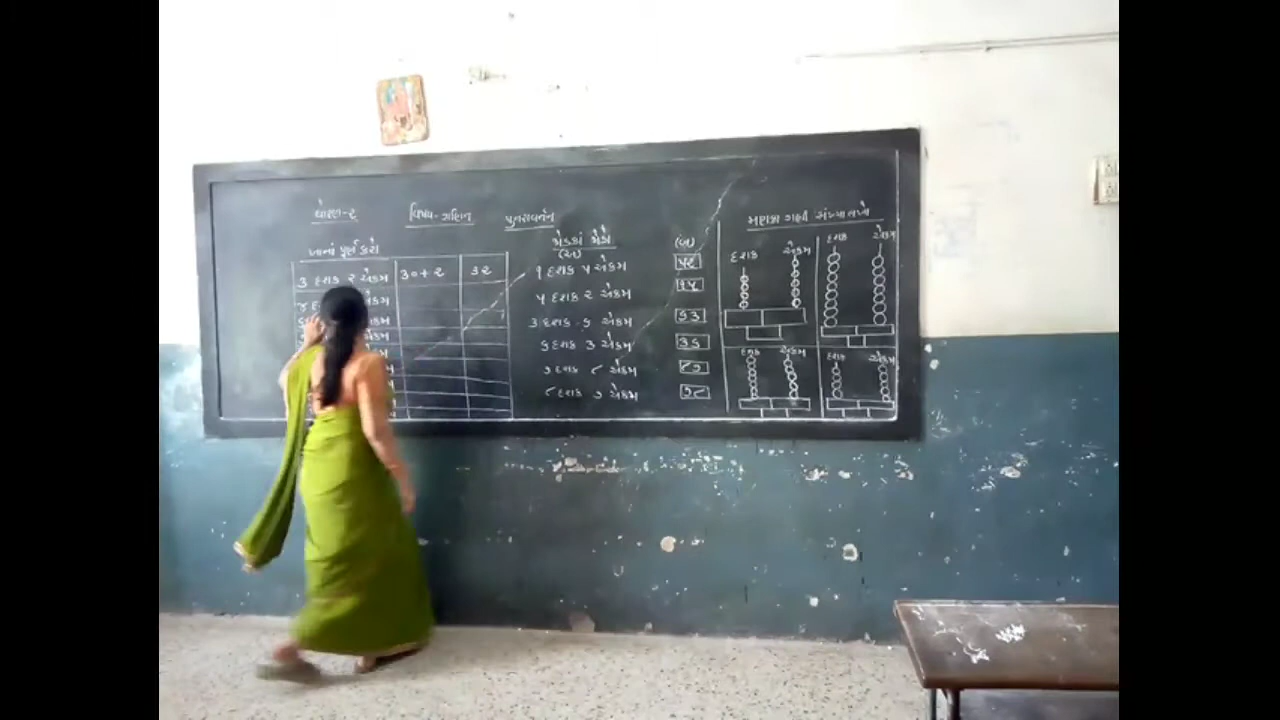 ધોરણ-૨ વિષય-ગણિત પુનરાવર્તન
ખાનાં પૂર્ણ કરો
૩ દશક ૨ એકમ ૩૦+૨ ૩૨
૪
જોડકાં જોડો
(અ) (બ)
૧ દશક ૫ એકમ ૫૨
૫ દશક ૨ એકમ ૧૫
૩ દશક ૬ એકમ ૬૩
૬ દશક ૩ એકમ ૩૬
૭ દશક ૮ એકમ ૮૭
૮ દશક ૭ એકમ ૭૮
મણકા ગણી સંખ્યા લખો
દશક એકમ દશક એકમ
દશક એકમ દશક એકમ